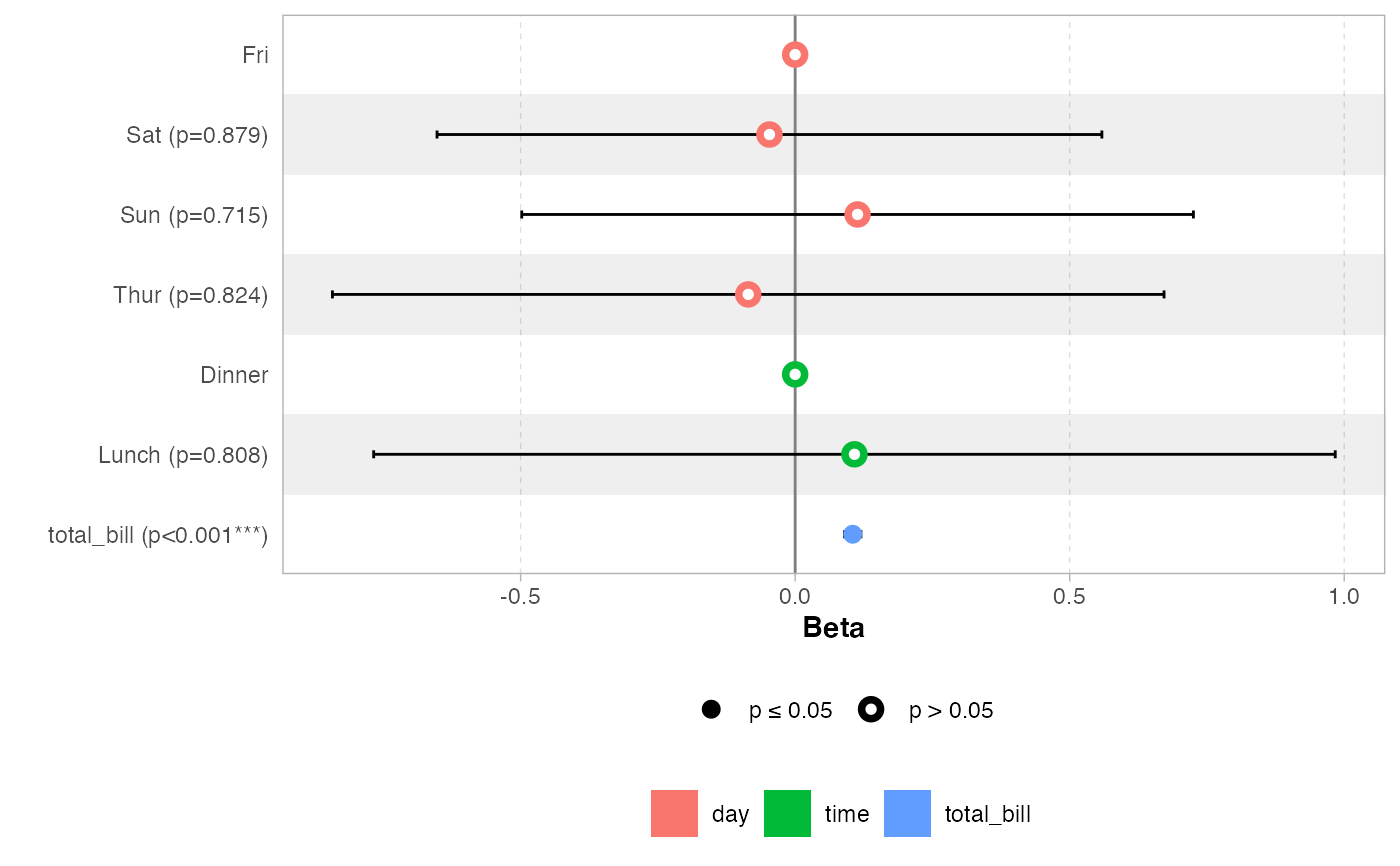 Fri
Sat (p=0.879)
Sun (p=0.715)
Thur (p=0.824)
Dinner
Lunch (p=0.808)
total_bill (p<0.001***)
-0.5 0.0 0.5 1.0
Beta
p ≤ 0.05 p > 0.05
day time total_bill